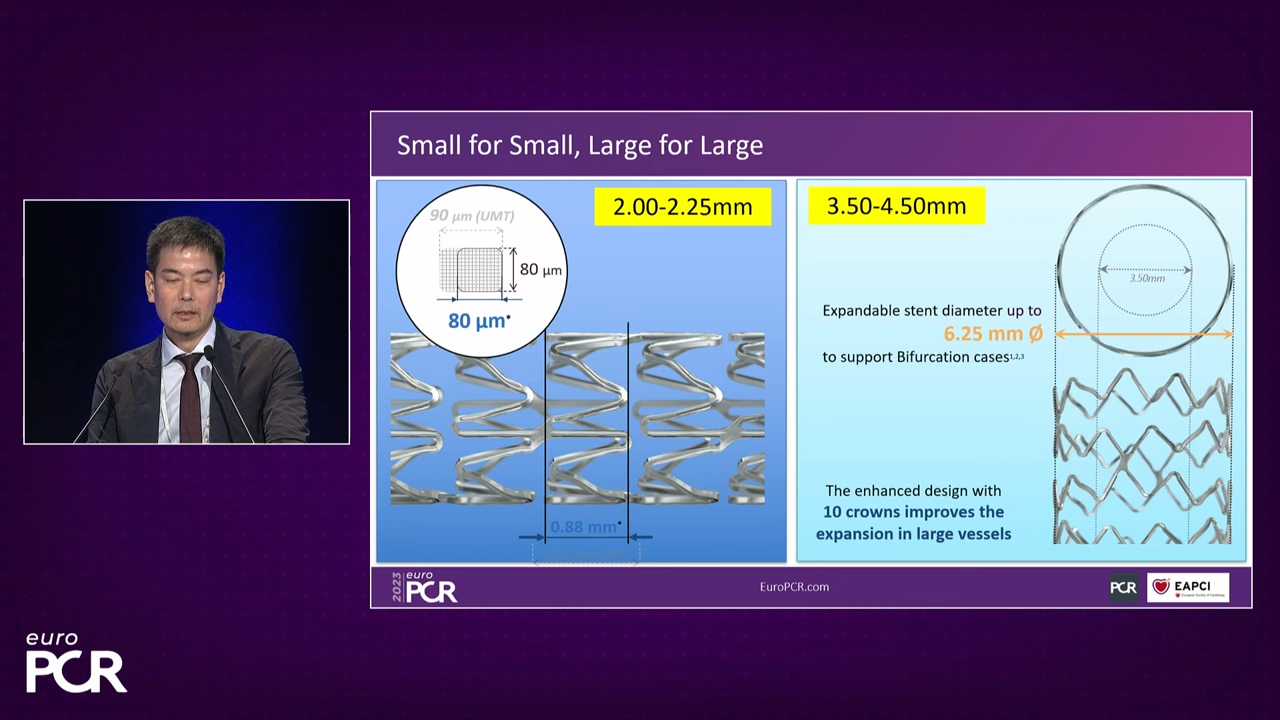 Small for Small, Large for Large
90 µm (UMT)
80 µm
80 µm*
2.00-2.25mm
0.88 mm*
3.50-4.50mm
3.50mm
Expandable stent diameter up to
6.25 mm Ø
to support Bifurcation cases1,2,3
The enhanced design with
10 crowns improves the
expansion in large vessels
2023 euro
PCR
EuroPCR.com
PCR
EAPCI
euro
PCR